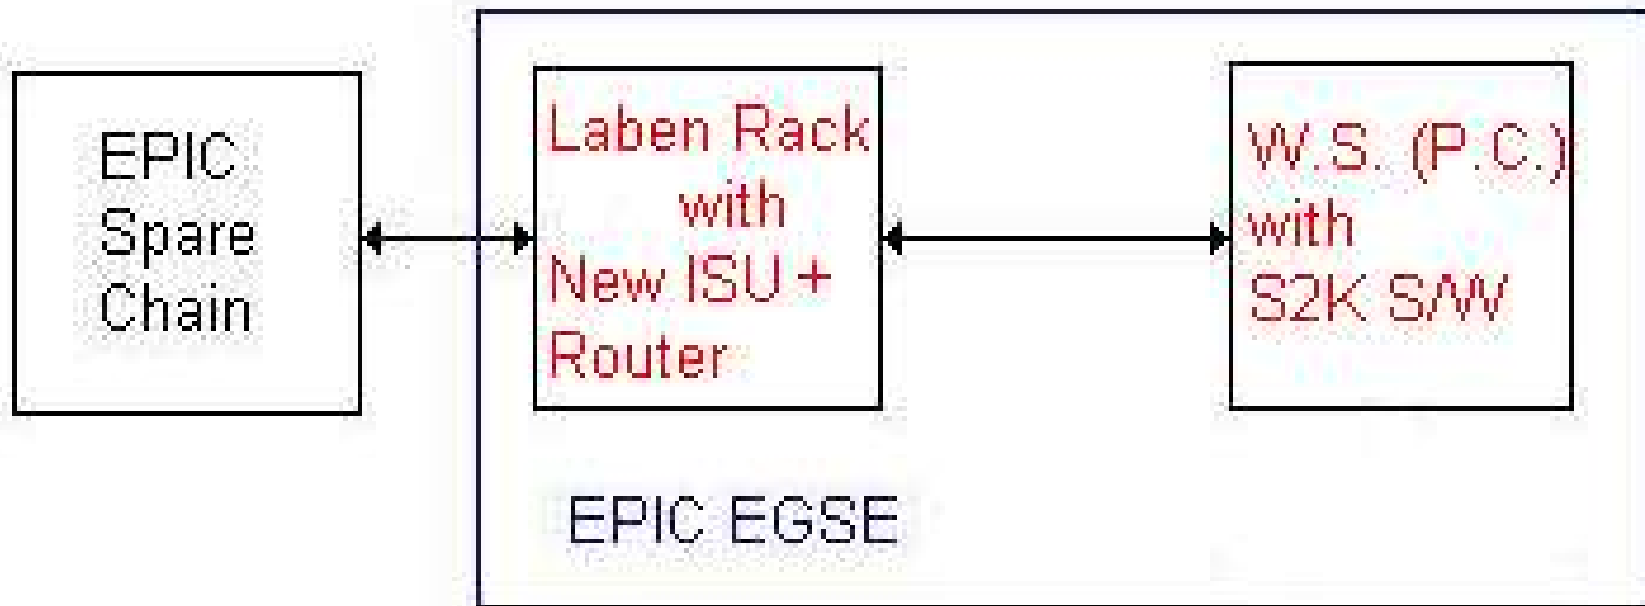 EPIC
Spare
Chain
Laben Rack
with
New ISU +
Router
W.S. (P.C.)
with
S2K S/W
EPIC EGSE